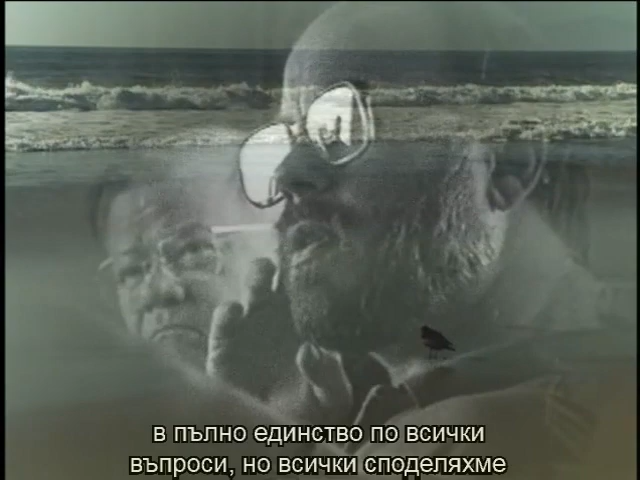 в пълно единство по всички
въпроси, но всички споделяхме